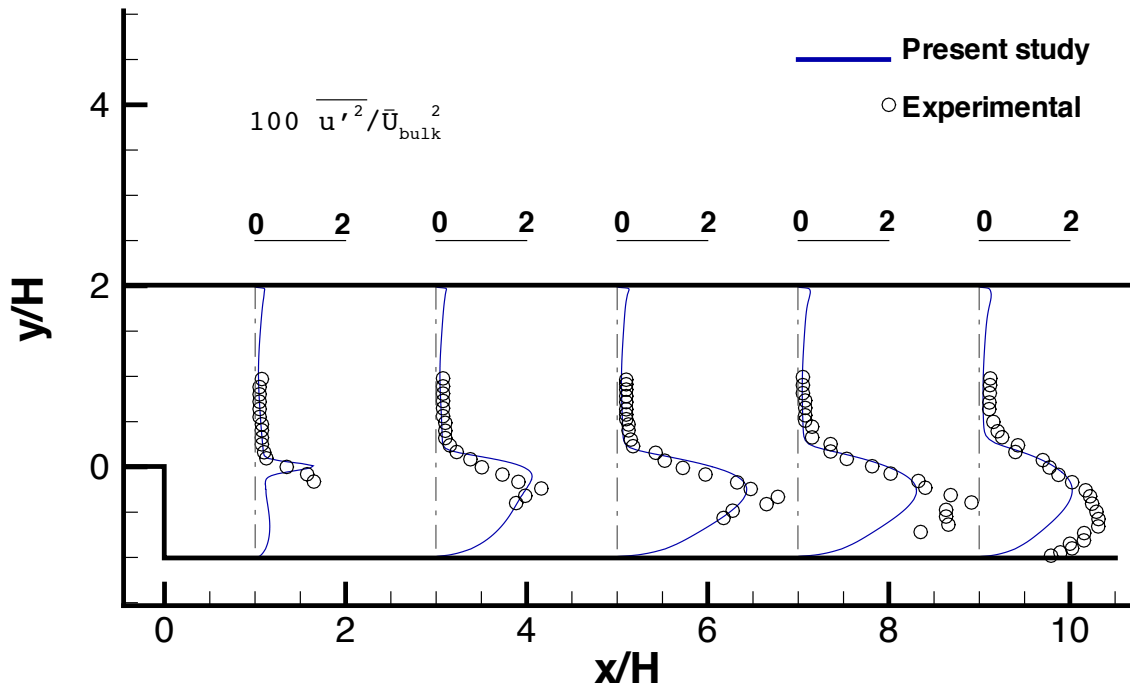 Present study
Experimental
100 u′²/Ū_bulk²
0 2 0 2 0 2 0 2 0 2
4
2
0
y/H
0 2 4 6 8 10
x/H